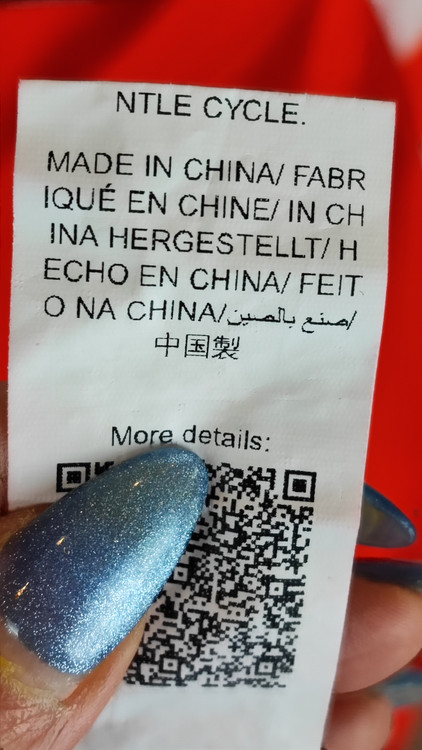 NTLE CYCLE.
MADE IN CHINA/ FABR
IQUÉ EN CHINE/ IN CH
INA HERGESTELLT/ H
ECHO EN CHINA/ FEIT
O NA CHINA/صنع بالصين/
中国製
More details: